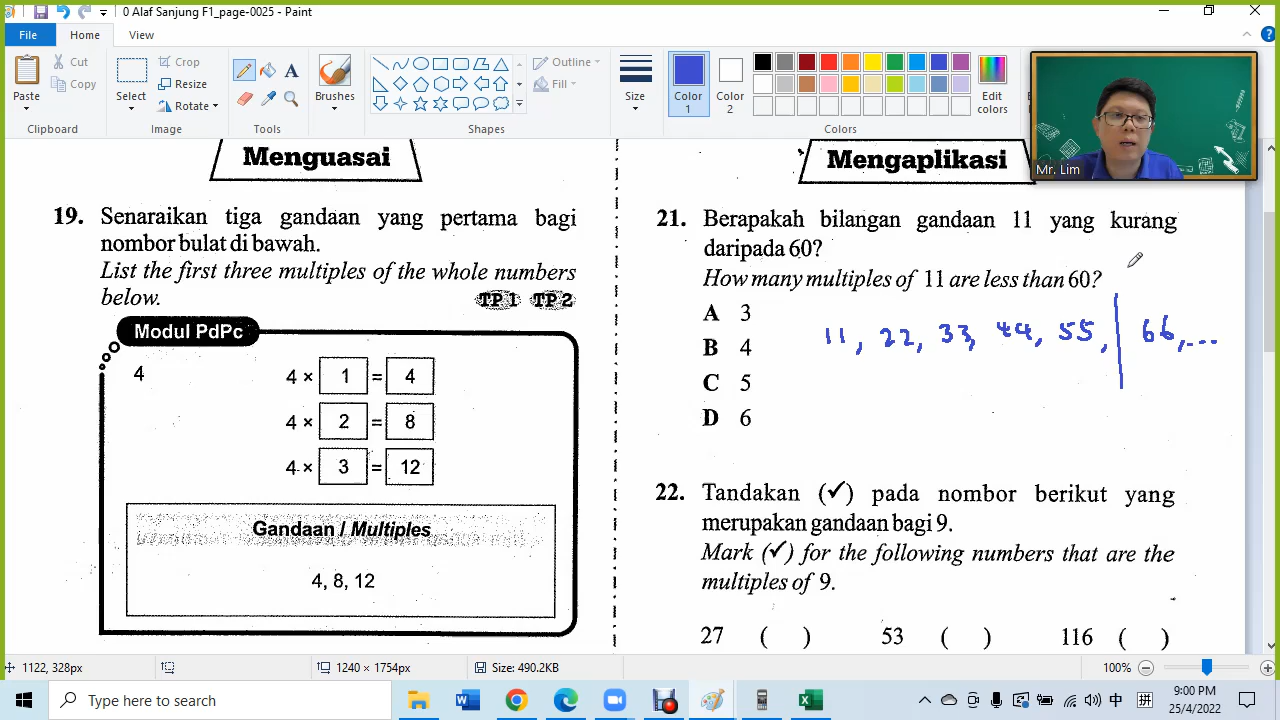 0 Alaf Sanjung F1_page-0025 - Paint
File Home View
Paste
Cut
Copy
Clipboard
Select
Crop
Resize
Rotate
Image
A
Tools
Brushes
Outline
Fill
Shapes
Size
Color 1
Color 2
Edit colors
Colors
Mr. Lim
Menguasai
19. Senaraikan tiga gandaan yang pertama bagi
nombor bulat di bawah.
List the first three multiples of the whole numbers
below. TP 1 TP 2
Modul PdPc
4 4 × 1 = 4
4 × 2 = 8
4 × 3 = 12
Gandaan / Multiples
4, 8, 12
Mengaplikasi
21. Berapakah bilangan gandaan 11 yang kurang
daripada 60?
How many multiples of 11 are less than 60?
A 3
B 4
C 5
D 6
11, 22, 33, 44, 55, | 66, ...
22. Tandakan (✓) pada nombor berikut yang
merupakan gandaan bagi 9.
Mark (✓) for the following numbers that are the
multiples of 9.
27 ( ) 53 ( ) 116 ( )
1122, 328px 1240 × 1754px Size: 490.2KB 100%
Type here to search
中 拼
9:00 PM
25/4/2022